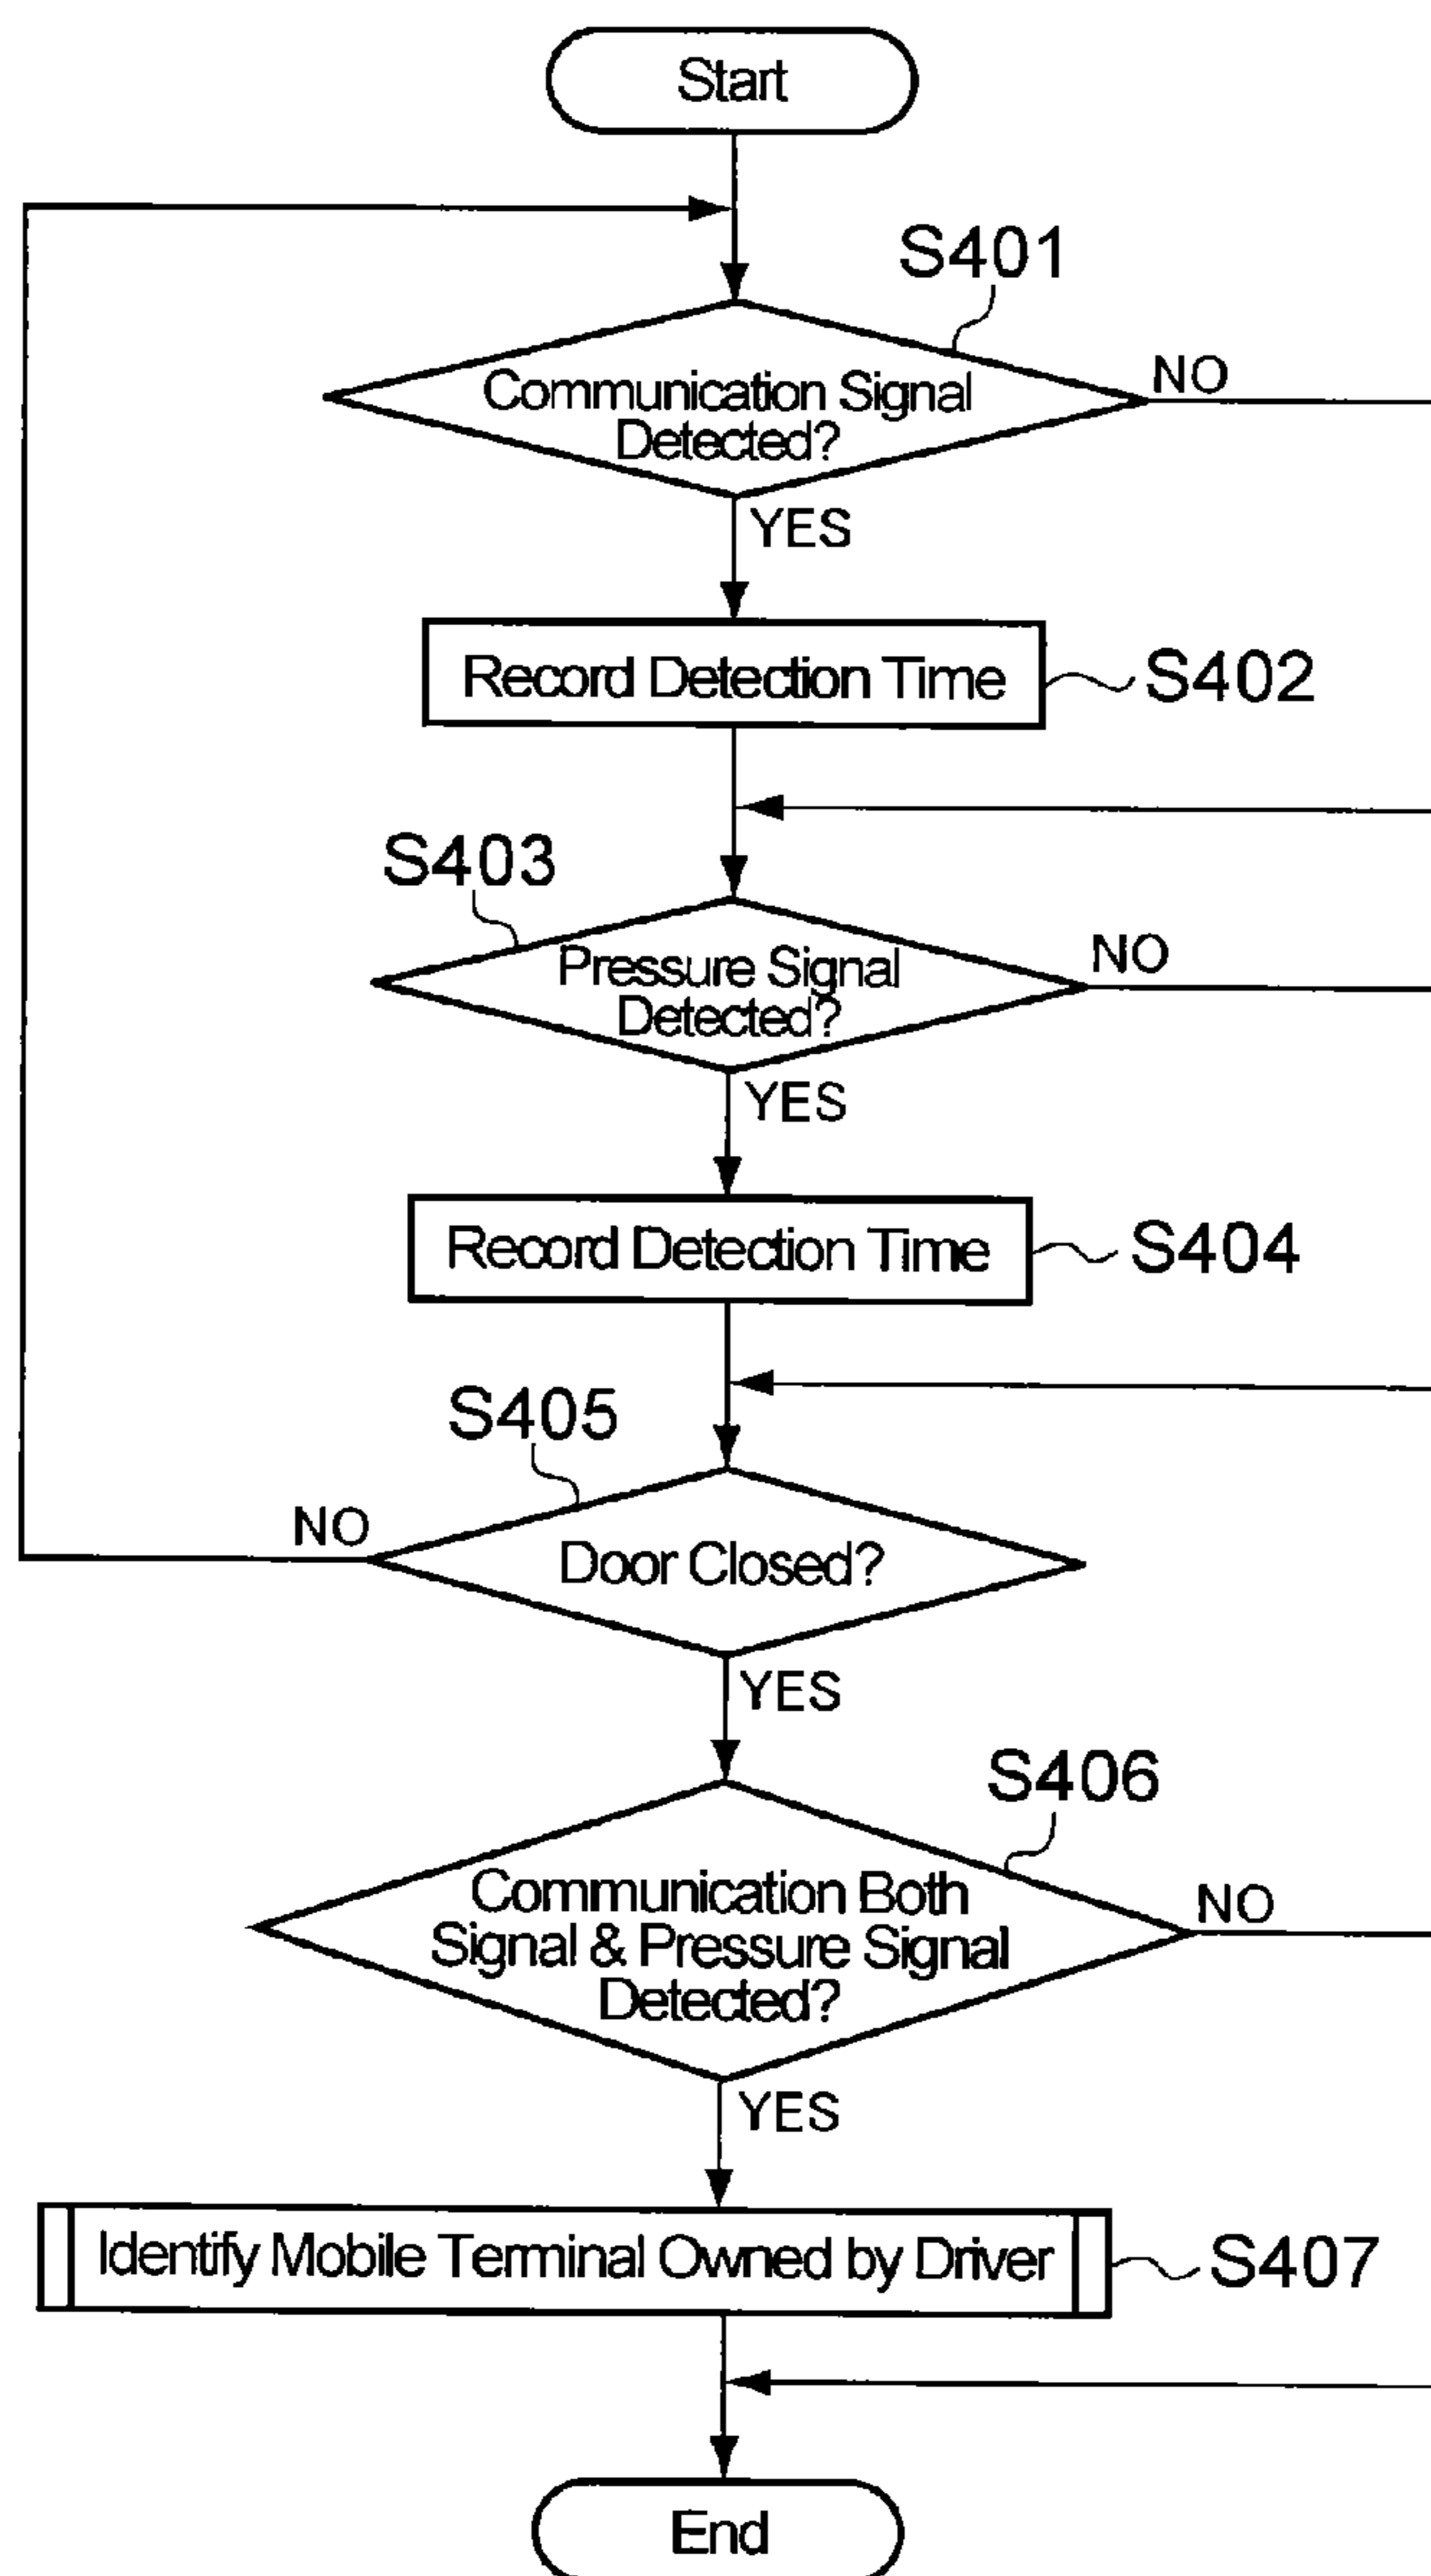 Start
S401
Communication Signal
Detected?
NO
YES
Record Detection Time
S402
S403
Pressure Signal
Detected?
NO
YES
Record Detection Time
S404
S405
NO
Door Closed?
YES
S406
Communication Both
Signal & Pressure Signal
Detected?
NO
YES
Identify Mobile Terminal Owned by Driver
S407
End